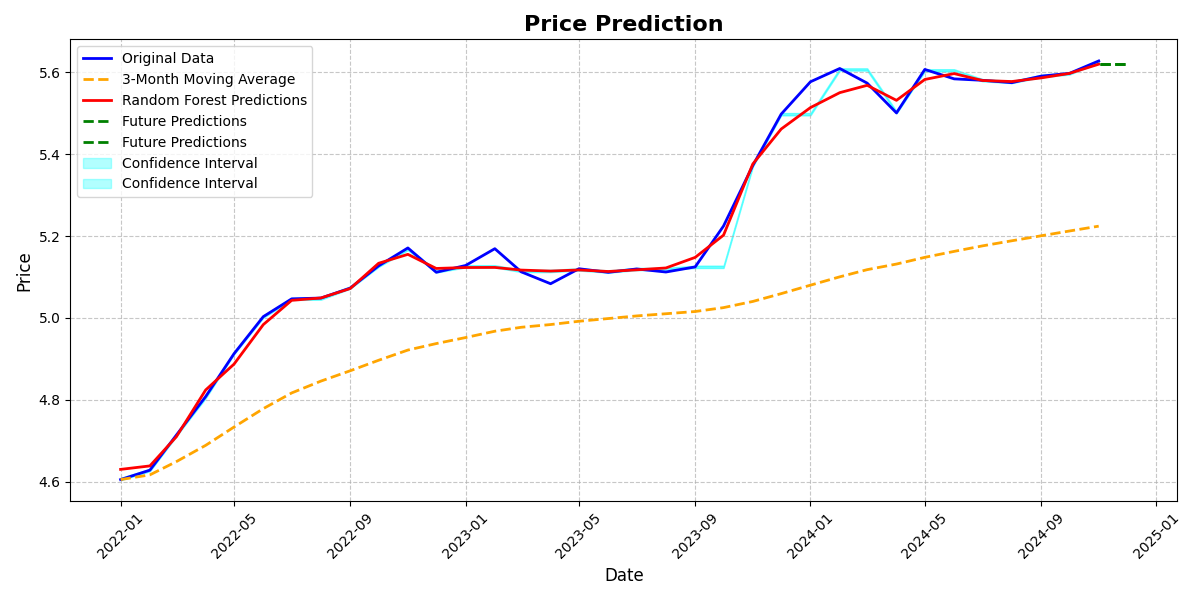 Price Prediction
Original Data
3-Month Moving Average
Random Forest Predictions
Future Predictions
Future Predictions
Confidence Interval
Confidence Interval
Price
5.6
5.4
5.2
5.0
4.8
4.6
2022-01
2022-05
2022-09
2023-01
2023-05
2023-09
2024-01
2024-05
2024-09
2025-01
Date